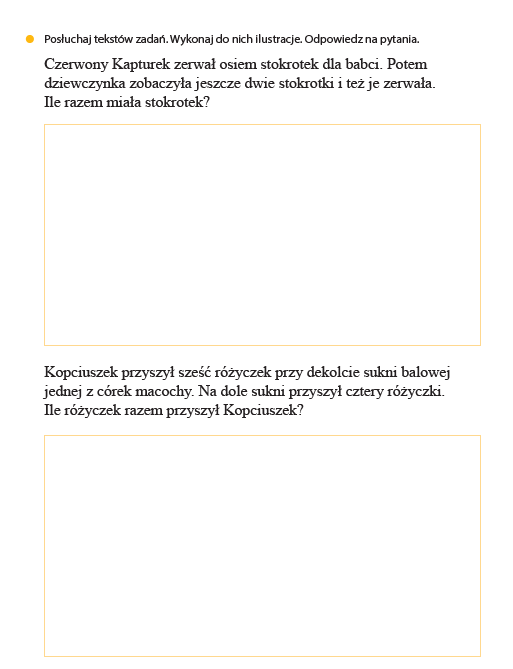 Posłuchaj tekstów zadań. Wykonaj do nich ilustracje. Odpowiedz na pytania.
Czerwony Kapturek zerwał osiem stokrotek dla babci. Potem
dziewczynka zobaczyła jeszcze dwie stokrotki i też je zerwała.
Ile razem miała stokrotek?
Kopciuszek przyszył sześć różyczek przy dekolcie sukni balowej
jednej z córek macochy. Na dole sukni przyszył cztery różyczki.
Ile różyczek razem przyszył Kopciuszek?